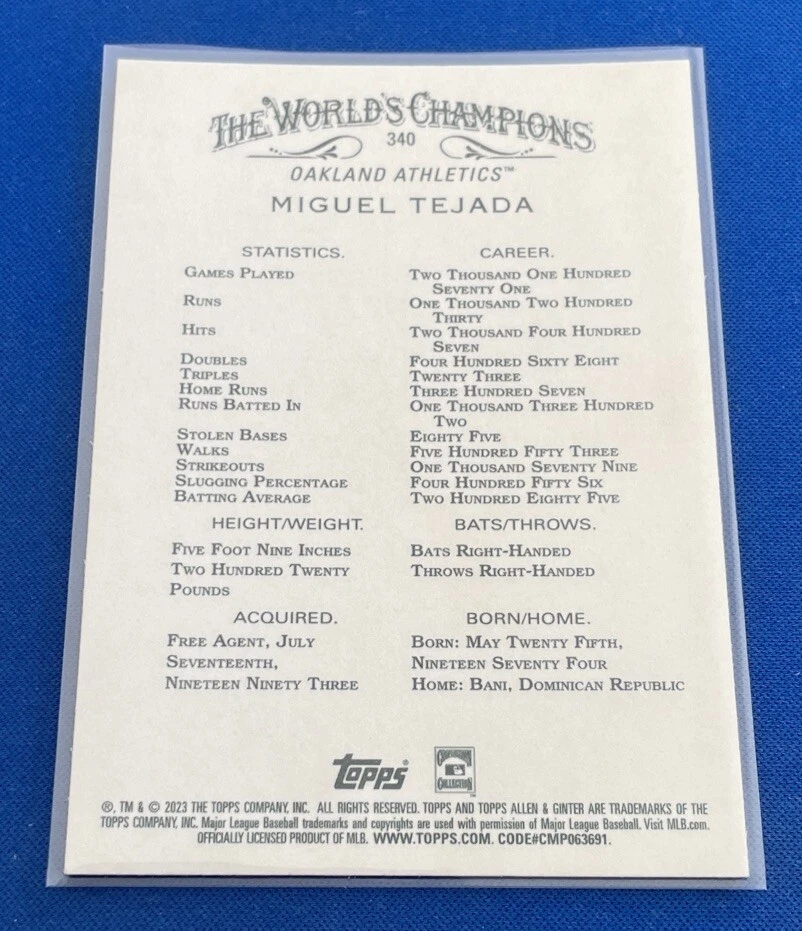 THE WORLD'S CHAMPIONS
340
OAKLAND ATHLETICS™
MIGUEL TEJADA
STATISTICS. CAREER.
GAMES PLAYED TWO THOUSAND ONE HUNDRED
SEVENTY ONE
RUNS ONE THOUSAND TWO HUNDRED
THIRTY
HITS TWO THOUSAND FOUR HUNDRED
SEVEN
DOUBLES FOUR HUNDRED SIXTY EIGHT
TRIPLES TWENTY THREE
HOME RUNS THREE HUNDRED SEVEN
RUNS BATTED IN ONE THOUSAND THREE HUNDRED
TWO
STOLEN BASES EIGHTY FIVE
WALKS FIVE HUNDRED FIFTY THREE
STRIKEOUTS ONE THOUSAND SEVENTY NINE
SLUGGING PERCENTAGE FOUR HUNDRED FIFTY SIX
BATTING AVERAGE TWO HUNDRED EIGHTY FIVE
HEIGHT/WEIGHT. BATS/THROWS.
FIVE FOOT NINE INCHES BATS RIGHT-HANDED
TWO HUNDRED TWENTY THROWS RIGHT-HANDED
POUNDS
ACQUIRED. BORN/HOME.
FREE AGENT, JULY BORN: MAY TWENTY FIFTH,
SEVENTEENTH, NINETEEN SEVENTY FOUR
NINETEEN NINETY THREE HOME: BANI, DOMINICAN REPUBLIC
Topps COOPERSTOWN COLLECTION™
®, TM & © 2023 THE TOPPS COMPANY, INC. ALL RIGHTS RESERVED. TOPPS AND TOPPS ALLEN & GINTER ARE TRADEMARKS OF THE
TOPPS COMPANY, INC. Major League Baseball trademarks and copyrights are used with permission of Major League Baseball. Visit MLB.com.
OFFICIALLY LICENSED PRODUCT OF MLB. WWW.TOPPS.COM. CODE#CMP063691.